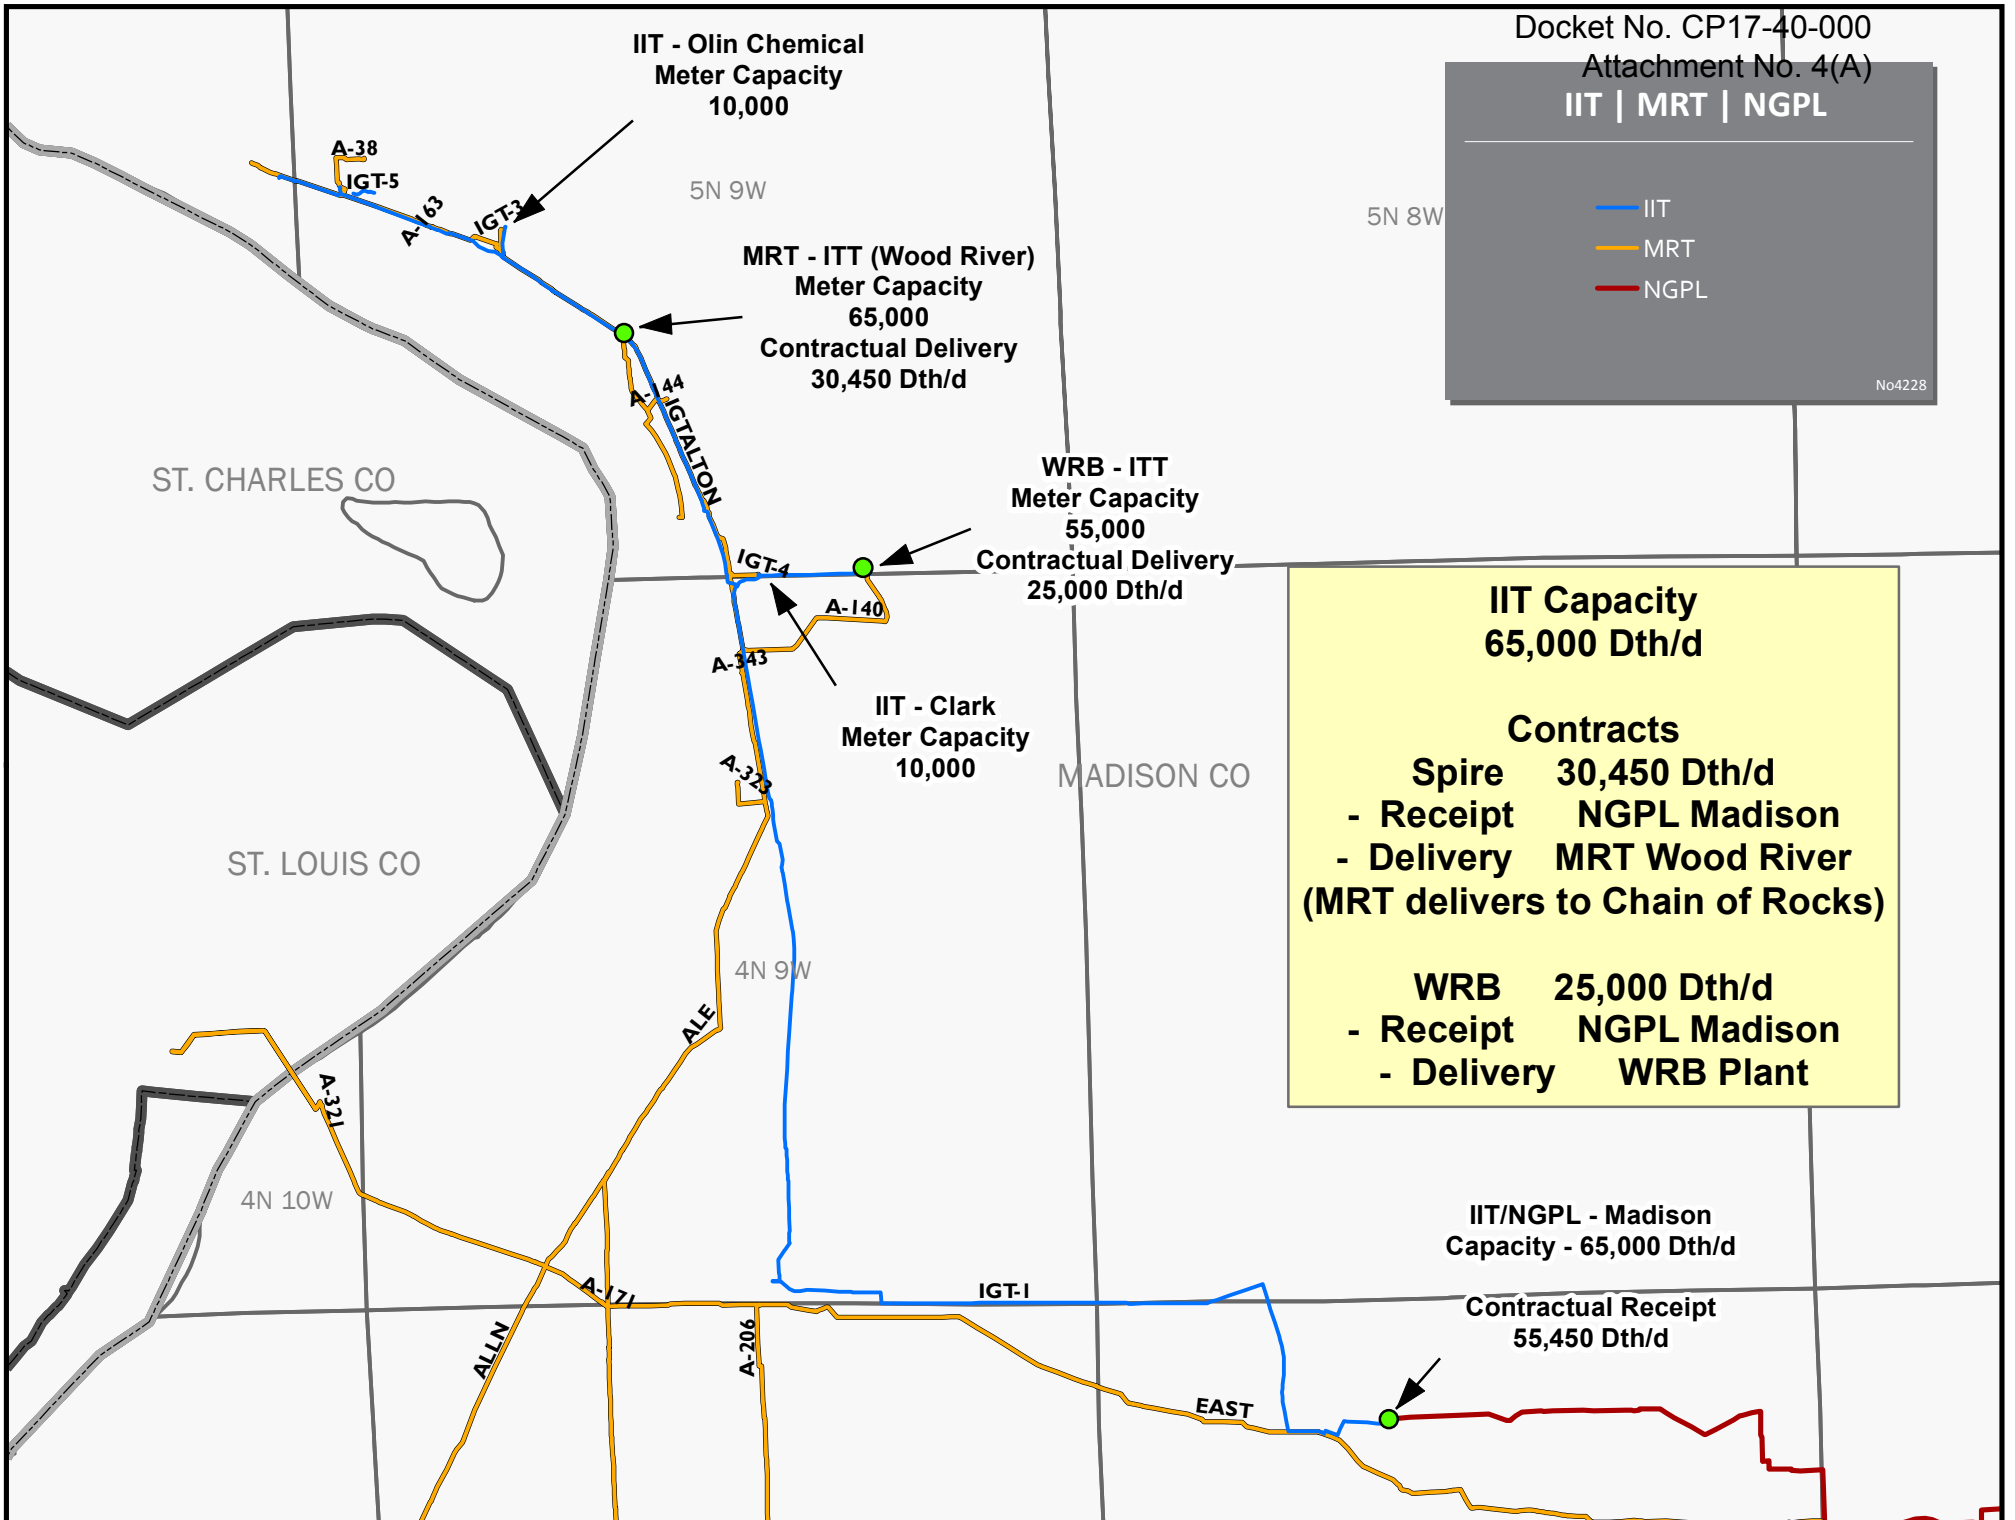 Docket No. CP17-40-000
Attachment No. 4(A)
IIT | MRT | NGPL
IIT
MRT
NGPL
No4228
IIT - Olin Chemical
Meter Capacity
10,000
A-38
IGT-5
A-163
IGT-3
5N 9W
5N 8W
MRT - ITT (Wood River)
Meter Capacity
65,000
Contractual Delivery
30,450 Dth/d
A-144
IGTALTON
ST. CHARLES CO
WRB - ITT
Meter Capacity
55,000
Contractual Delivery
25,000 Dth/d
IGT-4
A-140
A-343
IIT - Clark
Meter Capacity
10,000
A-323
MADISON CO
ST. LOUIS CO
IIT Capacity
65,000 Dth/d
Contracts
Spire 30,450 Dth/d
- Receipt NGPL Madison
- Delivery MRT Wood River
(MRT delivers to Chain of Rocks)
WRB 25,000 Dth/d
- Receipt NGPL Madison
- Delivery WRB Plant
4N 9W
ALE
A-321
4N 10W
IIT/NGPL - Madison
Capacity - 65,000 Dth/d
Contractual Receipt
55,450 Dth/d
A-171
IGT-1
ALLN
A-206
EAST